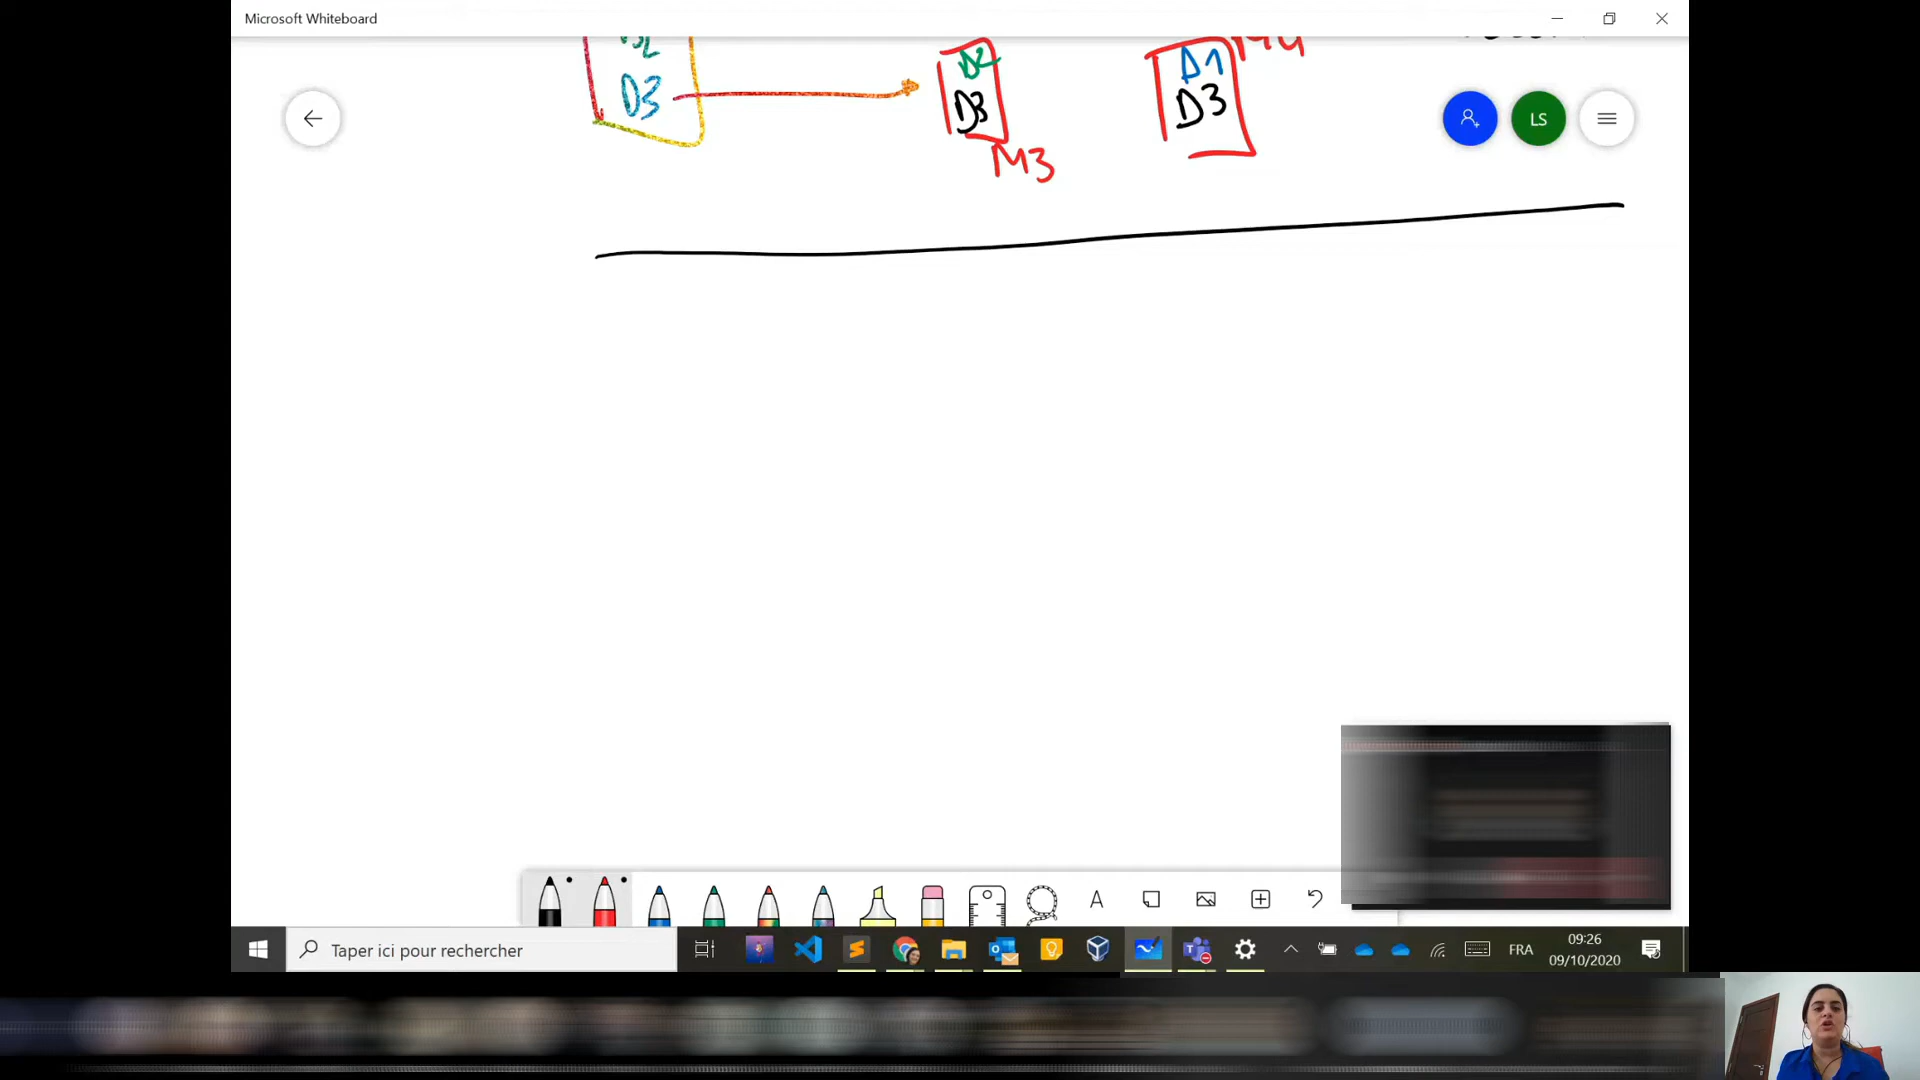 Microsoft Whiteboard
D3
D2
D3
M3
D1
D3
LS
A
Taper ici pour rechercher
FRA
09:26
09/10/2020